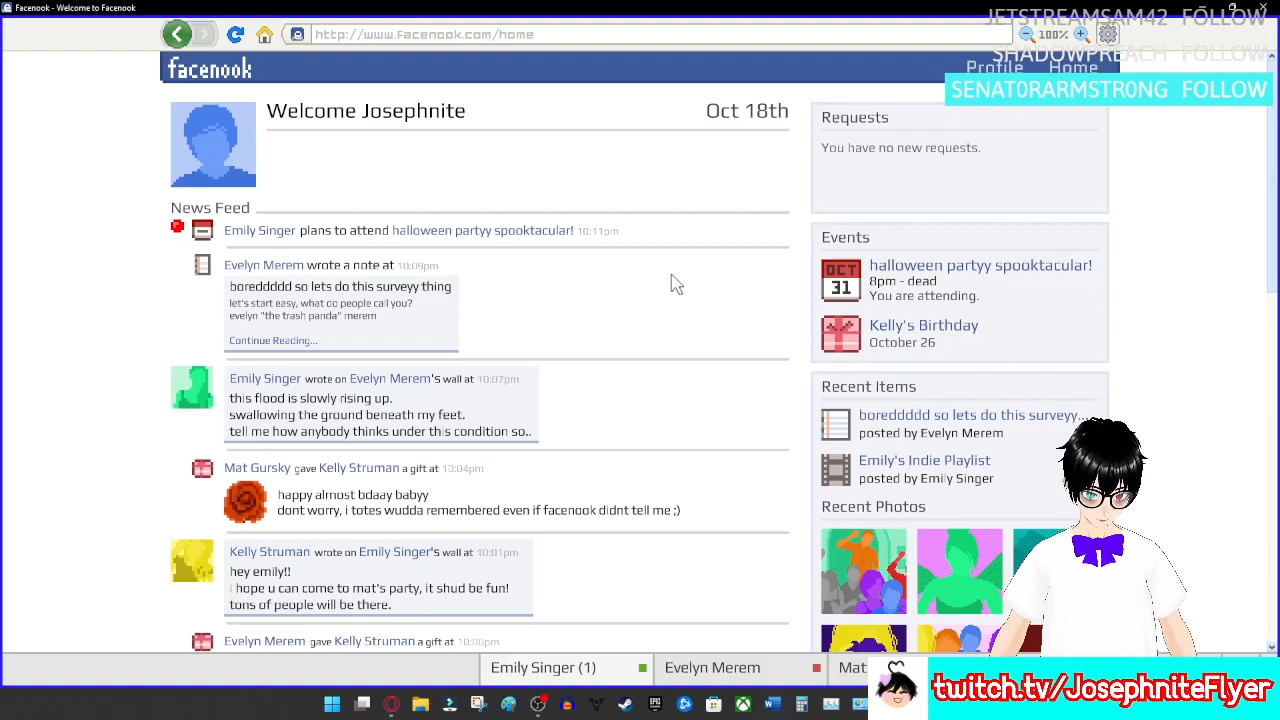 Facenook - Welcome to Facenook
JETSTREAMSAM42 FOLLOW
http://www.facenook.com/home
100%
SHADOWPREACH FOLLOW
facenook
Profile Home
SENAT0RARMSTR0NG FOLLOW
Welcome Josephnite
Oct 18th
News Feed
Emily Singer plans to attend halloween partyy spooktacular! 10:11pm
Evelyn Merem wrote a note at 10:09pm
boreddddd so lets do this surveyy thing
let's start easy, what do people call you?
evelyn "the trash panda" merem
Continue Reading...
Emily Singer wrote on Evelyn Merem's wall at 10:07pm
this flood is slowly rising up.
swallowing the ground beneath my feet.
tell me how anybody thinks under this condition so..
Mat Gursky gave Kelly Struman a gift at 10:04pm
happy almost bdaay babyy
dont worry, i totes wudda remembered even if facenook didnt tell me ;)
Kelly Struman wrote on Emily Singer's wall at 10:01pm
hey emily!!
i hope u can come to mat's party, it shud be fun!
tons of people will be there.
Evelyn Merem gave Kelly Struman a gift at 10:00pm
Requests
You have no new requests.
Events
OCT
31
halloween partyy spooktacular!
8pm - dead
You are attending.
Kelly's Birthday
October 26
Recent Items
boreddddd so lets do this surveyy...
posted by Evelyn Merem
Emily's Indie Playlist
posted by Emily Singer
Recent Photos
Emily Singer (1)
Evelyn Merem
Mat
twitch.tv/JosephniteFlyer